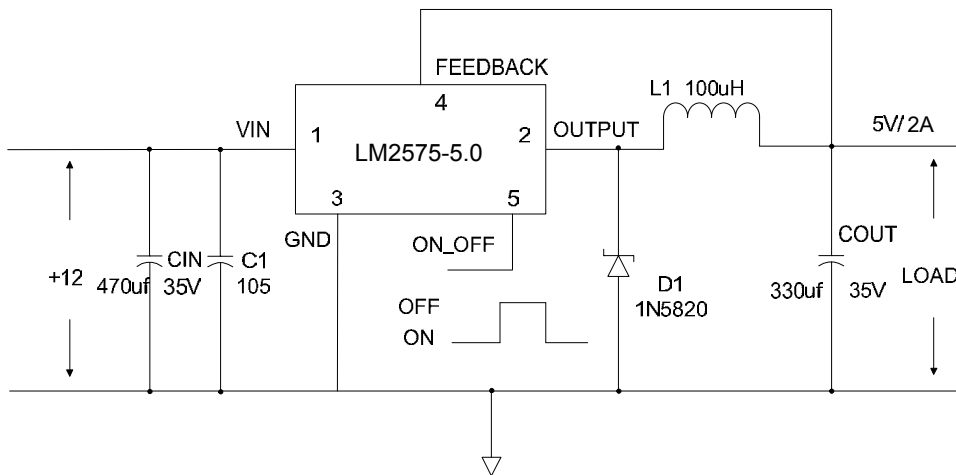 FEEDBACK
4
L1 100uH
VIN
1
LM2575-5.0
2
OUTPUT
5V/2A
3
5
GND
ON_OFF
COUT
+12
CIN
470uf 35V
C1
105
D1
1N5820
330uf 35V
LOAD
OFF
ON